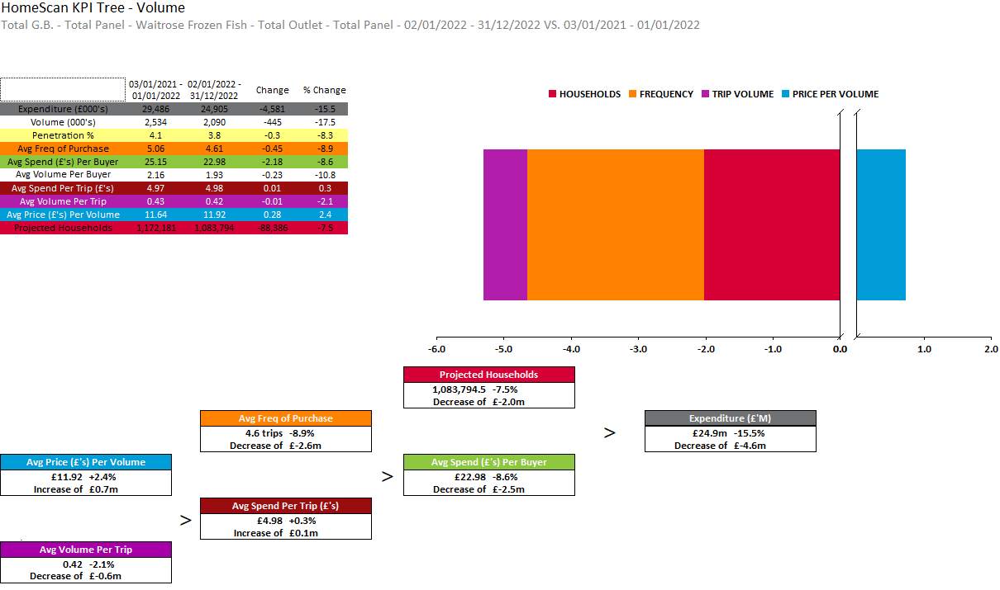 HomeScan KPI Tree - Volume
Total G.B. - Total Panel - Waitrose Frozen Fish - Total Outlet - Total Panel - 02/01/2022 - 31/12/2022 VS. 03/01/2021 - 01/01/2022
03/01/2021 - 02/01/2022 - Change % Change
01/01/2022 31/12/2022
Expenditure (£000's) 29,486 24,905 -4,581 -15.5
Volume (000's) 2,534 2,090 -445 -17.5
Penetration % 4.1 3.8 -0.3 -8.3
Avg Freq of Purchase 5.06 4.61 -0.45 -8.9
Avg Spend (£'s) Per Buyer 25.15 22.98 -2.18 -8.6
Avg Volume Per Buyer 2.16 1.93 -0.23 -10.8
Avg Spend Per Trip (£'s) 4.97 4.98 0.01 0.3
Avg Volume Per Trip 0.43 0.42 -0.01 -2.1
Avg Price (£'s) Per Volume 11.64 11.92 0.28 2.4
Projected Households 1,172,181 1,083,794 -88,386 -7.5
HOUSEHOLDS FREQUENCY TRIP VOLUME PRICE PER VOLUME
-6.0 -5.0 -4.0 -3.0 -2.0 -1.0 0.0 1.0 2.0
Projected Households
1,083,794.5 -7.5%
Decrease of £-2.0m
Avg Freq of Purchase
4.6 trips -8.9%
Decrease of £-2.6m
>
Expenditure (£'M)
£24.9m -15.5%
Decrease of £-4.6m
Avg Price (£'s) Per Volume
£11.92 +2.4%
Increase of £0.7m
>
Avg Spend (£'s) Per Buyer
£22.98 -8.6%
Decrease of £-2.5m
>
Avg Spend Per Trip (£'s)
£4.98 +0.3%
Increase of £0.1m
Avg Volume Per Trip
0.42 -2.1%
Decrease of £-0.6m